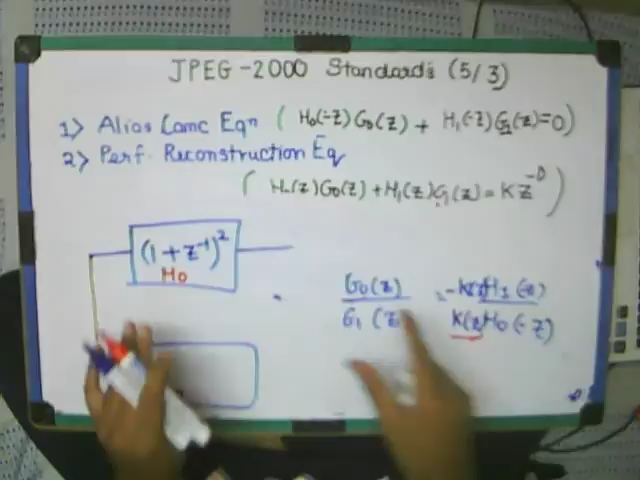 JPEG-2000 Standards (5/3)
1> Alias Canc Eqn ( H₀(-Z)G₀(Z) + H₁(-Z)G₁(Z)=0)
2> Perf. Reconstruction Eq
( H₀(Z)G₀(Z) + H₁(Z)G₁(Z) = K Z⁻ᴰ )
(1 + z⁻¹)²
H₀
G₀(Z) = -K(Z)H₁(-Z)
G₁(Z) K(Z)H₀(-Z)